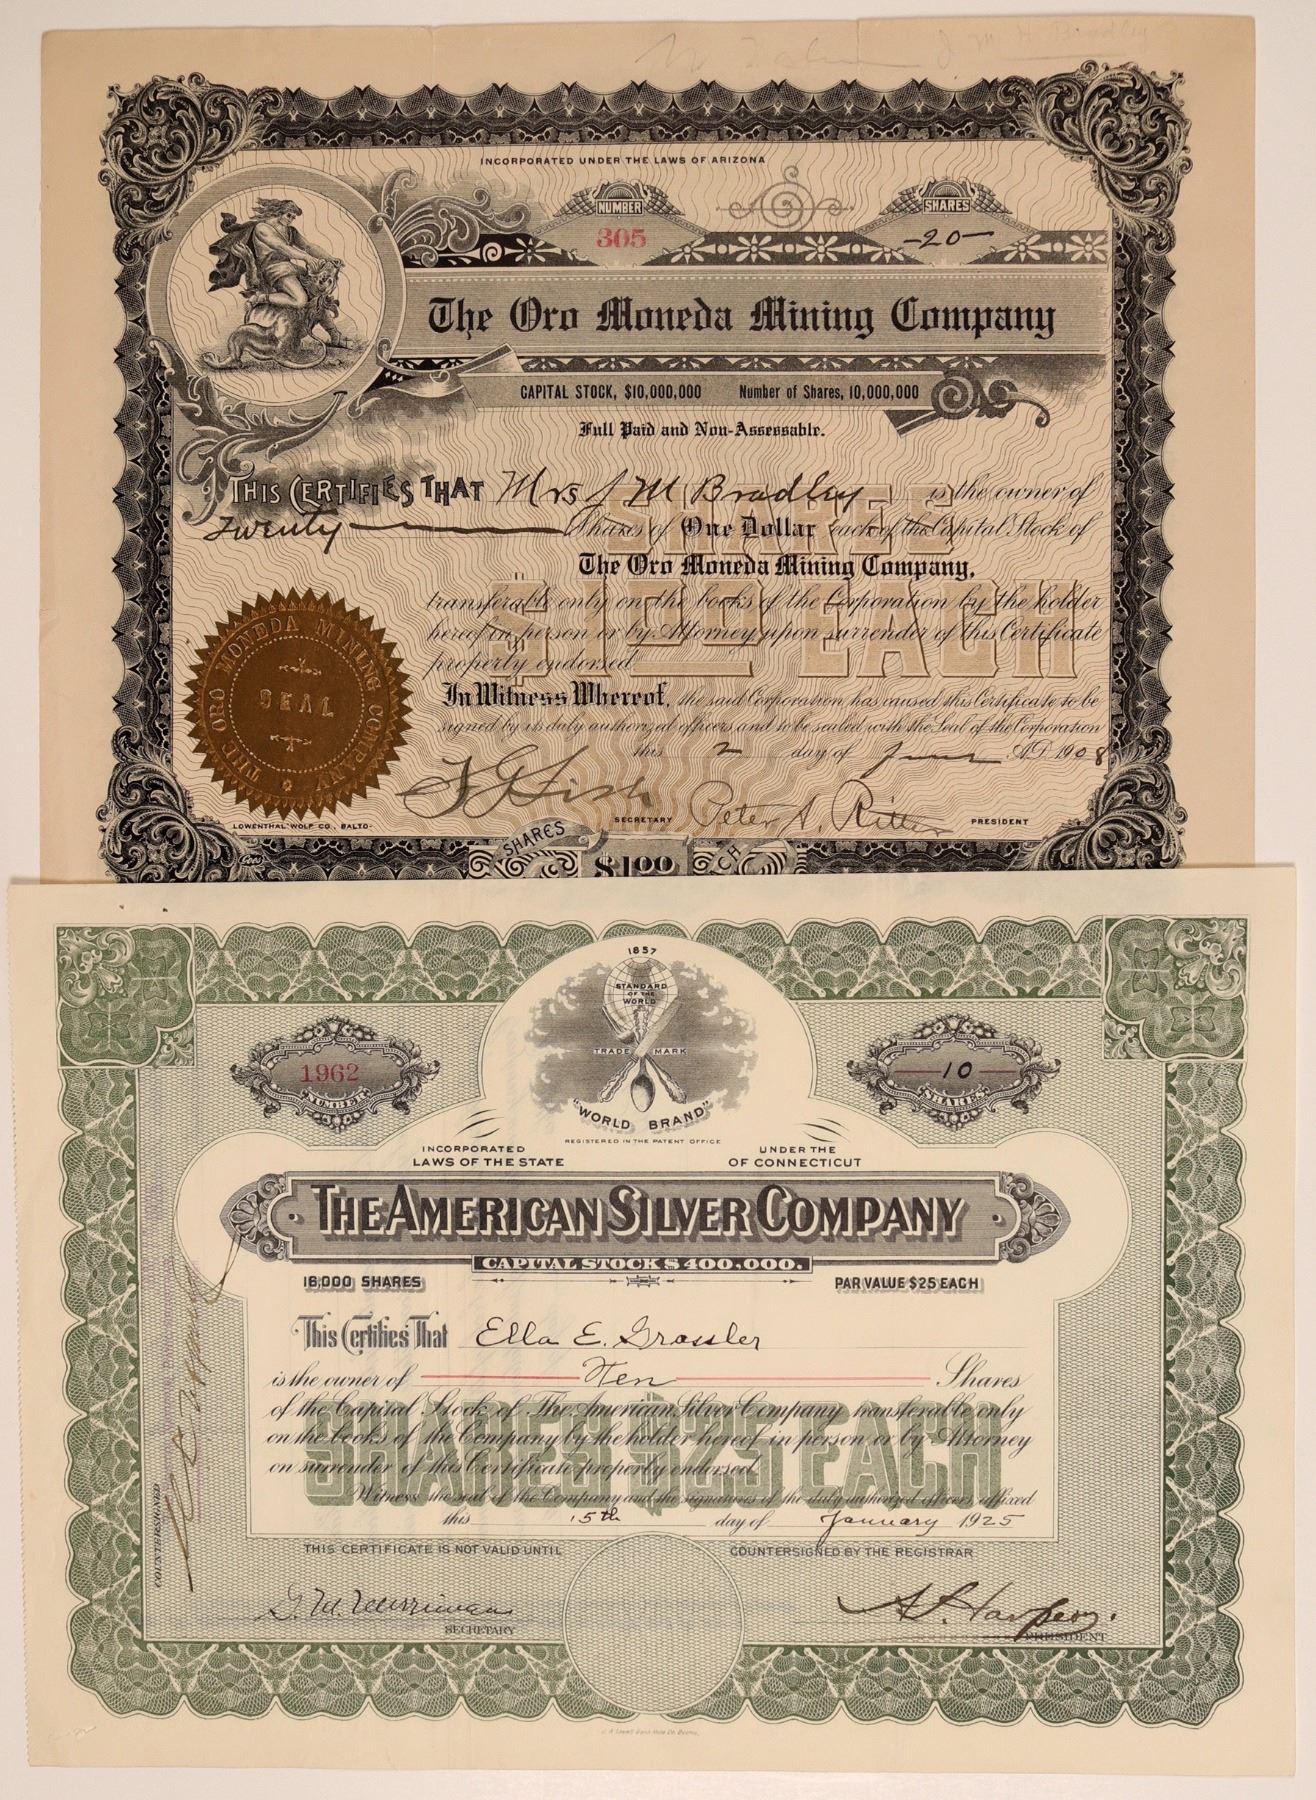 J M H Bradley
INCORPORATED UNDER THE LAWS OF ARIZONA
NUMBER
SHARES
305
-20-
The Oro Moneda Mining Company
CAPITAL STOCK, $10,000,000 Number of Shares, 10,000,000
Full Paid and Non-Assessable.
THIS CERTIFIES THAT Mrs J M Bradley is the owner of
Twenty Shares of One Dollar each of the Capital Stock of
The Oro Moneda Mining Company,
transferable only on the books of the Corporation by the holder
hereof in person or by Attorney upon surrender of this Certificate
properly endorsed
SHARES
$1.00 EACH
In Witness Whereof, the said Corporation has caused this Certificate to be
signed by its duly authorized officers and to be sealed with the Seal of the Corporation
this 2 day of June A.D. 1908
THE ORO MONEDA MINING COMPANY
SEAL
SECRETARY Peter A. Ritter PRESIDENT
LOWENTHAL WOLF CO., BALTO-
Goes
SHARES
$1.00
CH
1857
STANDARD
OF THE
WORLD
TRADE MARK
"WORLD BRAND"
REGISTERED IN THE PATENT OFFICE
1962
NUMBER
10
SHARES
INCORPORATED UNDER THE
LAWS OF THE STATE OF CONNECTICUT
THE AMERICAN SILVER COMPANY
CAPITAL STOCK $400,000.
16,000 SHARES PAR VALUE $25 EACH
This Certifies That Ella E. Grassler
is the owner of Ten Shares
of the Capital Stock of The American Silver Company transferable only
on the books of the Company by the holder hereof in person or by Attorney
on surrender of this Certificate properly endorsed.
SHARES $25 EACH
Witness the seal of the Company and the signatures of the duly authorized officers affixed
this 15th day of January 1925
THIS CERTIFICATE IS NOT VALID UNTIL COUNTERSIGNED BY THE REGISTRAR
COUNTERSIGNED
SECRETARY
PRESIDENT